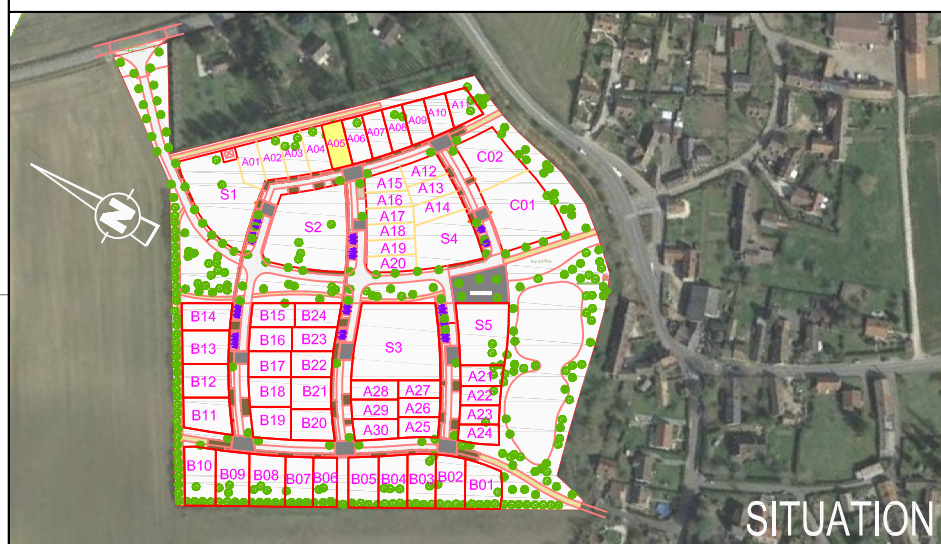 A01
A02
A03
A04
A05
A06
A07
A08
A09
A10
A11
S1
S2
A15
A16
A17
A18
A19
A20
A12
A13
A14
S4
C02
C01
N
B14
B13
B12
B11
B15
B24
B16
B23
B17
B22
B18
B21
B19
B20
S3
A28
A27
A29
A26
A30
A25
S5
A21
A22
A23
A24
B10
B09
B08
B07
B06
B05
B04
B03
B02
B01
SITUATION